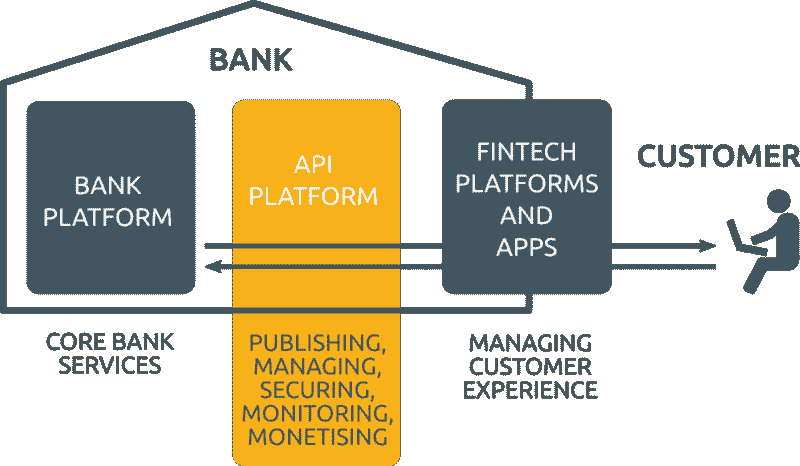 BANK
BANK
PLATFORM
API
PLATFORM
FINTECH
PLATFORMS
AND
APPS
CUSTOMER
CORE BANK
SERVICES
PUBLISHING,
MANAGING,
SECURING,
MONITORING,
MONETISING
MANAGING
CUSTOMER
EXPERIENCE